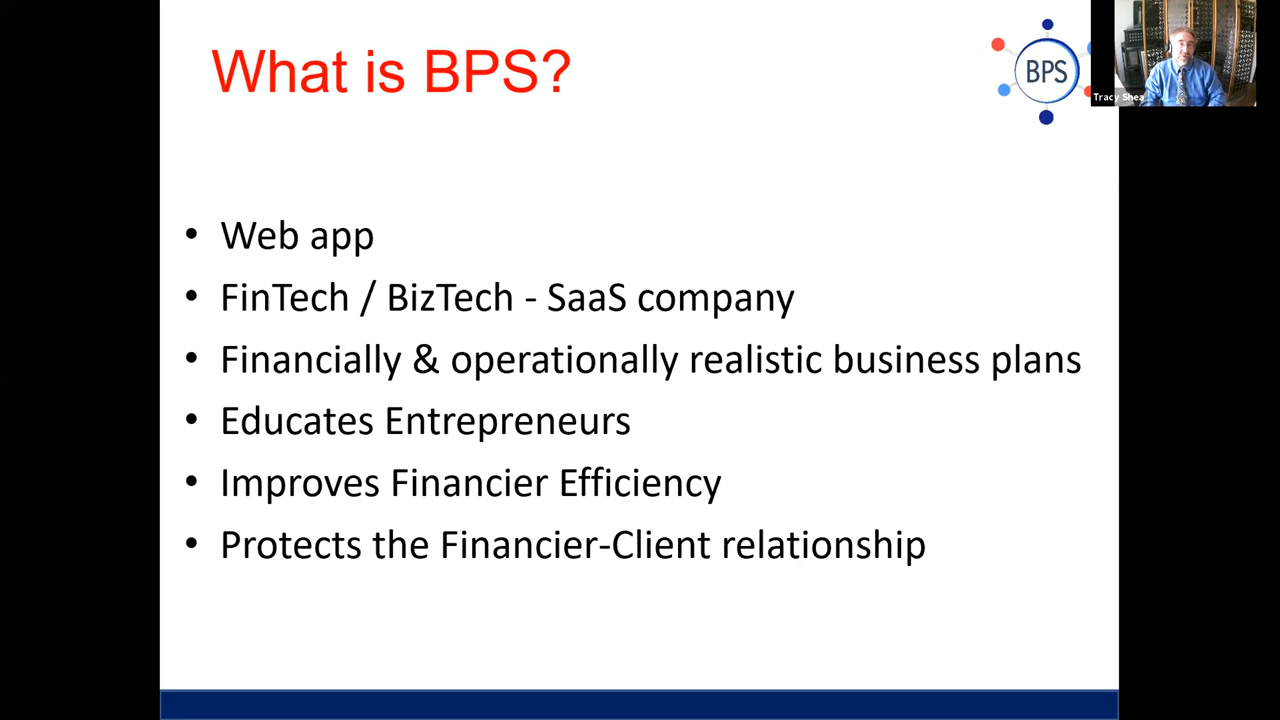 What is BPS?
BPS
Tracy Shea
• Web app
• FinTech / BizTech - SaaS company
• Financially & operationally realistic business plans
• Educates Entrepreneurs
• Improves Financier Efficiency
• Protects the Financier-Client relationship